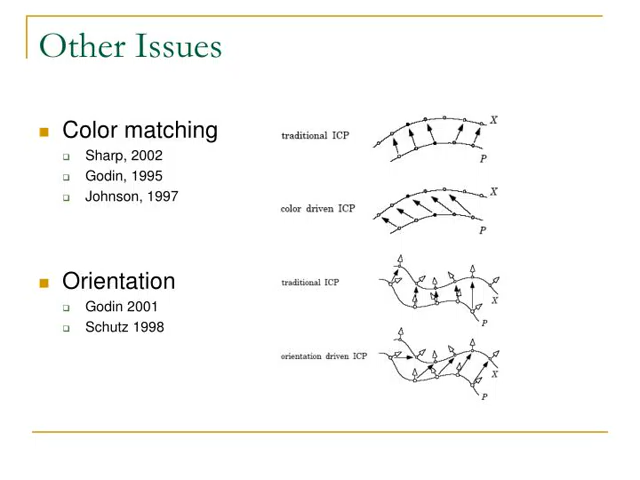 Other Issues
Color matching
Sharp, 2002
Godin, 1995
Johnson, 1997
traditional ICP
X
P
color driven ICP
X
P
Orientation
Godin 2001
Schutz 1998
traditional ICP
X
P
orientation driven ICP
X
P